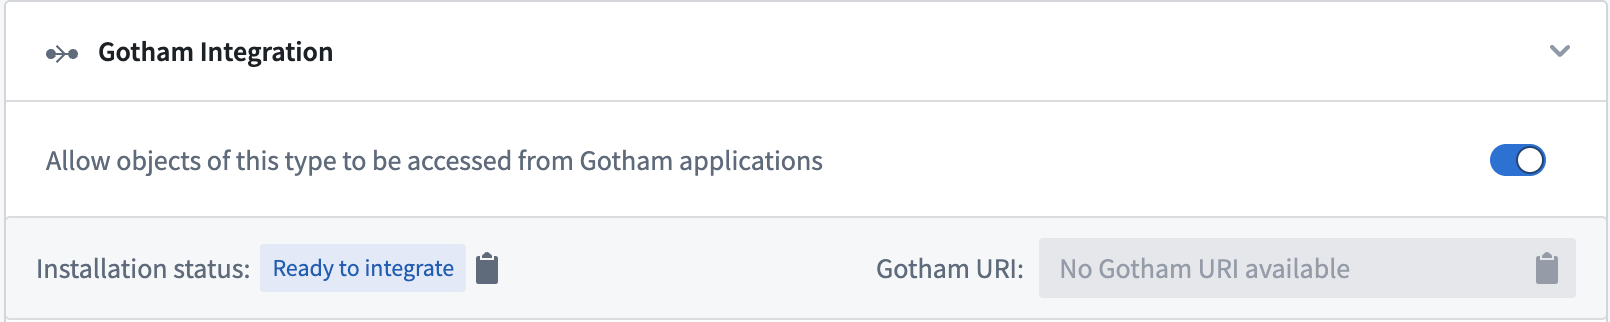 Gotham Integration
Allow objects of this type to be accessed from Gotham applications
Installation status: Ready to integrate Gotham URI: No Gotham URI available